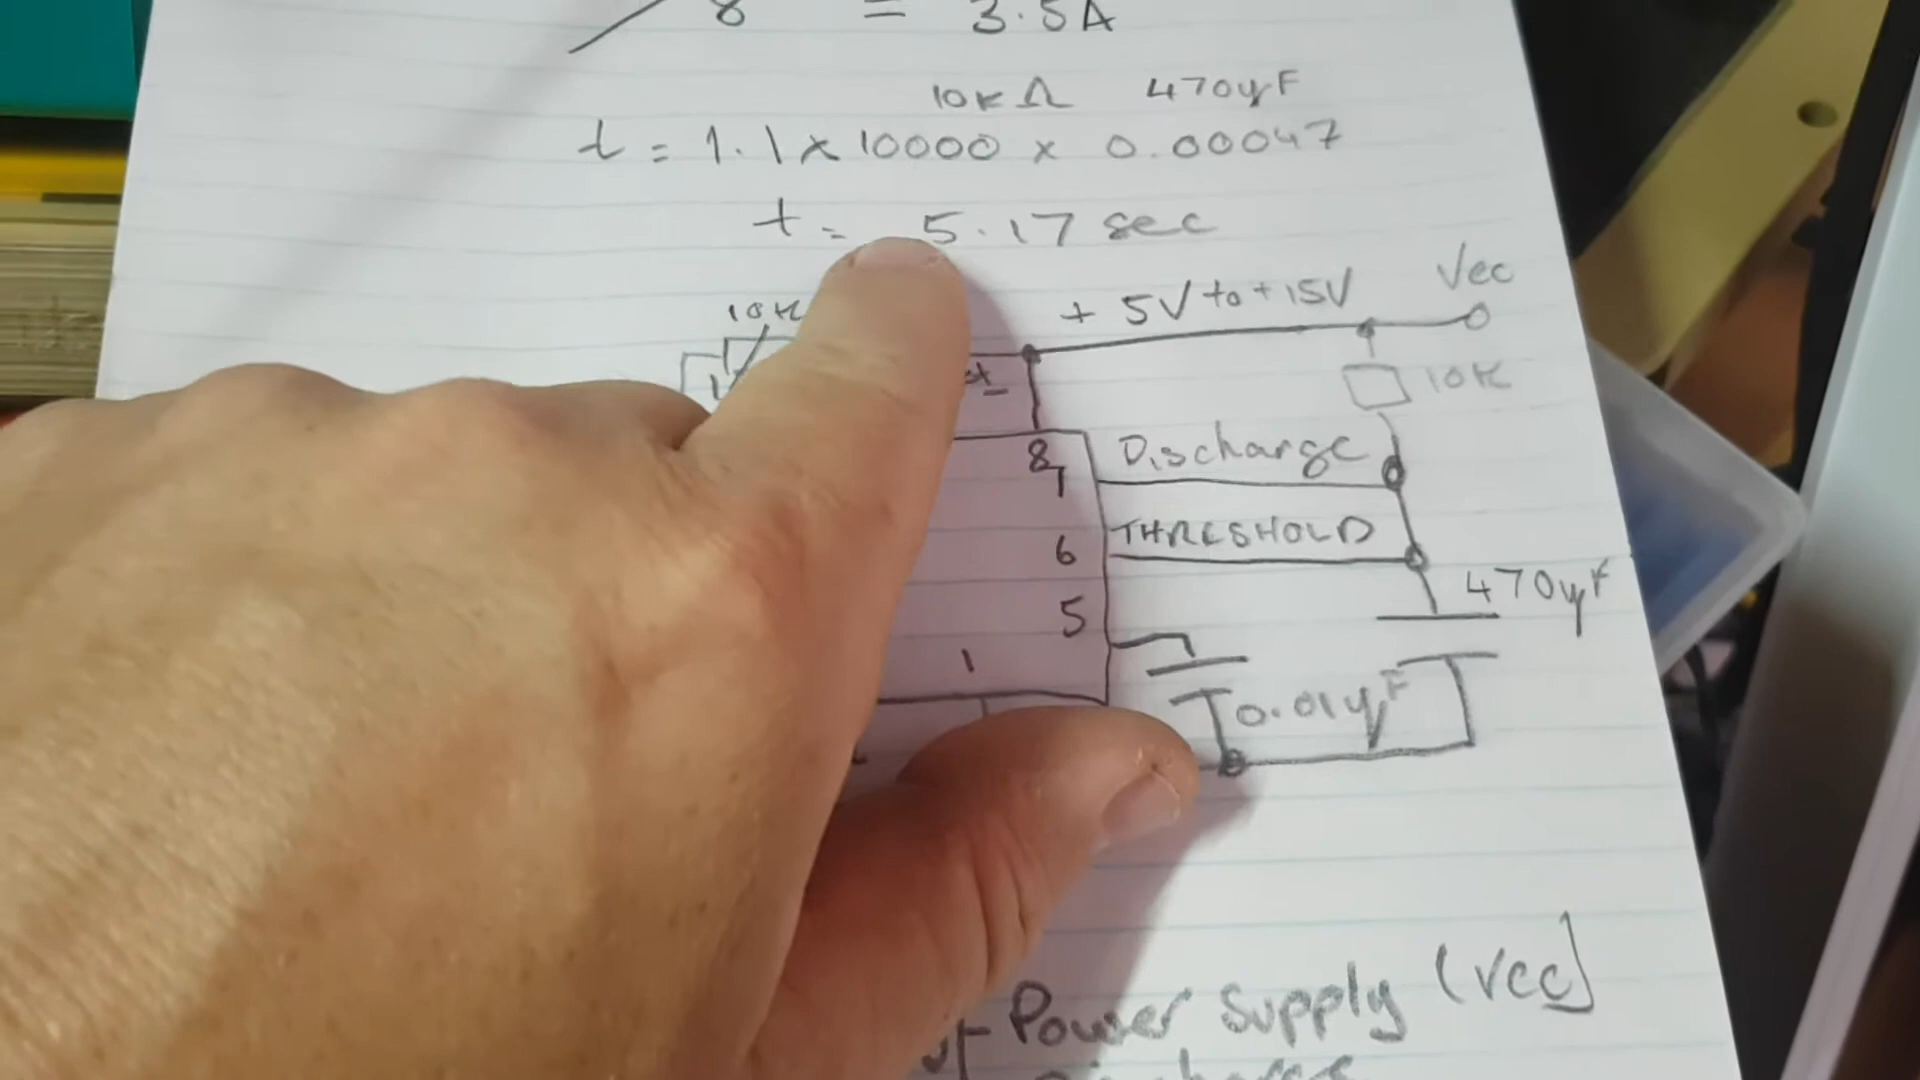 8 = 3.5A
10K Ω 470µF
t = 1.1 x 10000 x 0.00047
t = 5.17 sec
Vcc
+ 5V to + 15V
10K
10K
8
Discharge
7
THRESHOLD
6
470µF
5
1
0.01µF
Power Supply (Vcc)